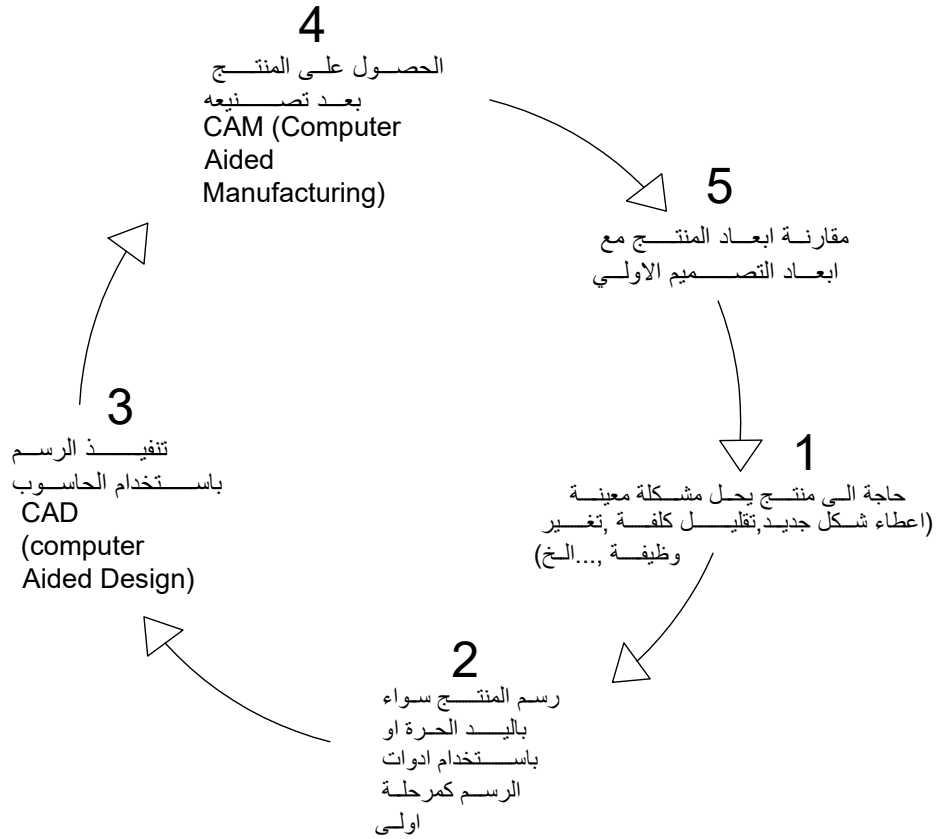 4
الحصول على المنتج
بعد تصنيعه
CAM (Computer
Aided
Manufacturing)
5
مقارنة ابعاد المنتج مع
ابعاد التصميم الاولي
3
تنفيذ الرسم
باستخدام الحاسوب
CAD
(computer
Aided Design)
1
حاجة الى منتج يحل مشكلة معينة
(اعطاء شكل جديد,تقليل كلفة ,تغير
وظيفة ,...الخ)
2
رسم المنتج سواء
باليد الحرة او
باستخدام ادوات
الرسم كمرحلة
اولى